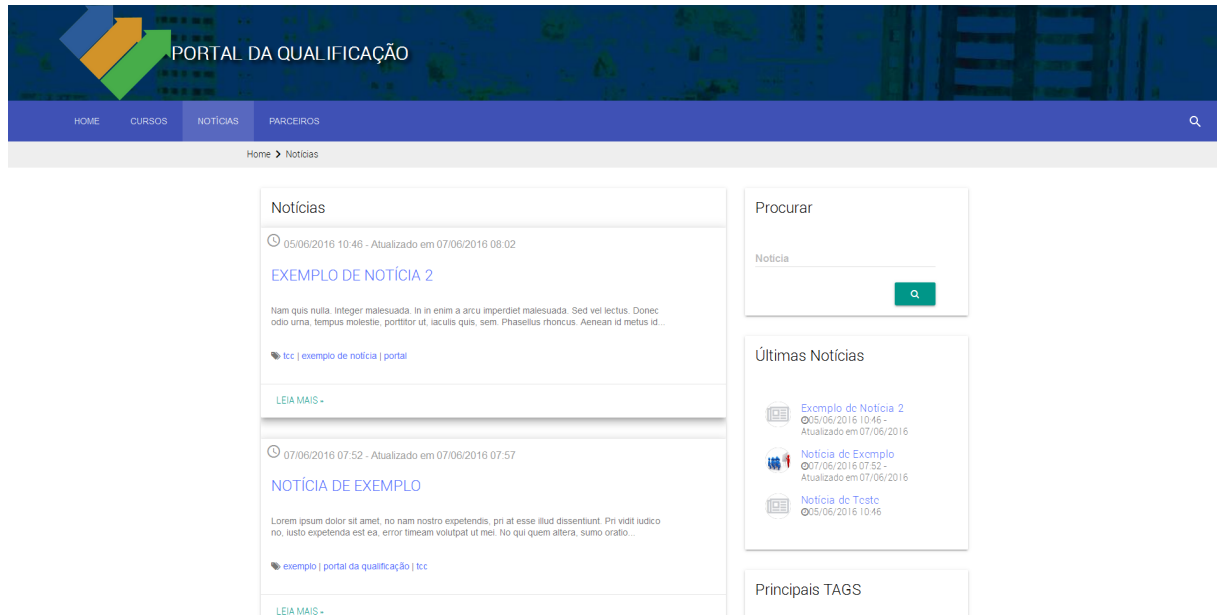 PORTAL DA QUALIFICAÇÃO
HOME CURSOS NOTÍCIAS PARCEIROS
Home Notícias
Notícias
05/06/2016 10:46 - Atualizado em 07/06/2016 08:02
EXEMPLO DE NOTÍCIA 2
Nam quis nulla. Integer malesuada. In in enim a arcu imperdiet malesuada. Sed vel lectus. Donec
odio urna, tempus molestie, porttitor ut, iaculis quis, sem. Phasellus rhoncus. Aenean id metus id...
tcc | exemplo de notícia | portal
LEIA MAIS +
07/06/2016 07:52 - Atualizado em 07/06/2016 07:57
NOTÍCIA DE EXEMPLO
Lorem ipsum dolor sit amet, no nam nostro expetendis, pri at esse illud dissentiunt. Pri vidit iudico
no, iusto expetenda est ea, error timeam volutpat ut mei. No qui quem altera, sumo oratio...
exemplo | portal da qualificação | tcc
LEIA MAIS +
Procurar
Notícia
Últimas Notícias
Exemplo de Notícia 2
05/06/2016 10:46 -
Atualizado em 07/06/2016
Notícia de Exemplo
07/06/2016 07:52 -
Atualizado em 07/06/2016
Notícia de Teste
05/06/2016 10:46
Principais TAGS